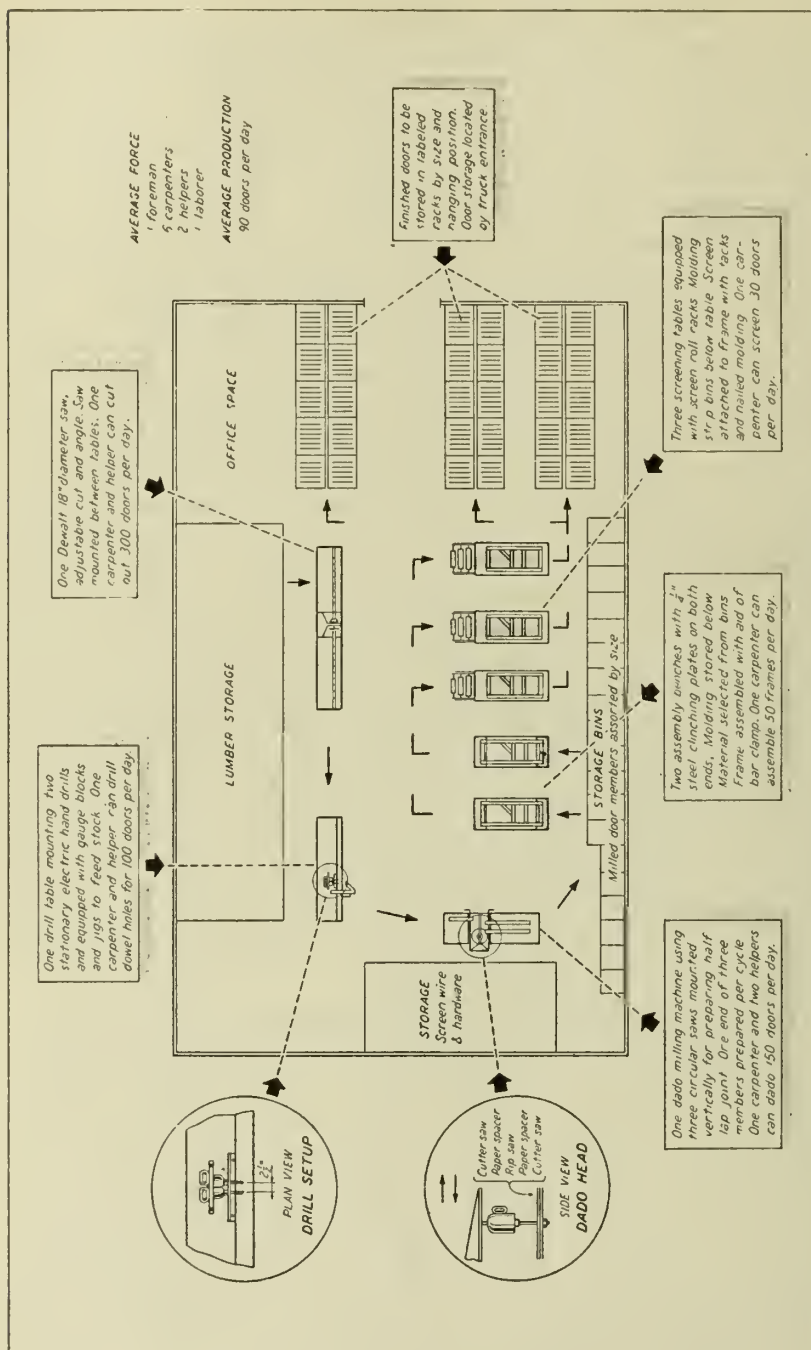 One drill table mounting two
stationary electric hand drills
and equipped with gauge blocks
and jigs to feed stock One
carpenter and helper can drill
dowel holes for 100 doors per day.
One Dewalt 18" diameter saw,
adjustable cut and angle. Saw
mounted between tables. One
carpenter and helper can cut
out 300 doors per day.
AVERAGE FORCE
1 foreman
5 carpenters
2 helpers
1 laborer
AVERAGE PRODUCTION
90 doors per day
PLAN VIEW
DRILL SETUP
2½"
LUMBER STORAGE
OFFICE SPACE
Finished doors to be
stored in labeled
racks by size and
hanging position.
Door storage located
by truck entrance.
STORAGE
Screen wire
& hardware
Cutter saw
Paper spacer
Rip saw
Paper spacer
Cutter saw
SIDE VIEW
DADO HEAD
STORAGE BINS
Milled door members assorted by size
One dado milling machine using
three circular saws mounted
vertically for preparing half
lap joint One end of three
members prepared per cycle
One carpenter and two helpers
can dado 150 doors per day.
Two assembly benches with
steel clinching plates on both
ends. Molding stored below
Material selected from bins
Frame assembled with aid of
bar clamp. One carpenter can
assemble 50 frames per day.
Three screening tables equipped
with screen roll racks Molding
strip bins below table Screen
attached to frame with tacks
and nailed molding One car-
penter can screen 30 doors
per day.